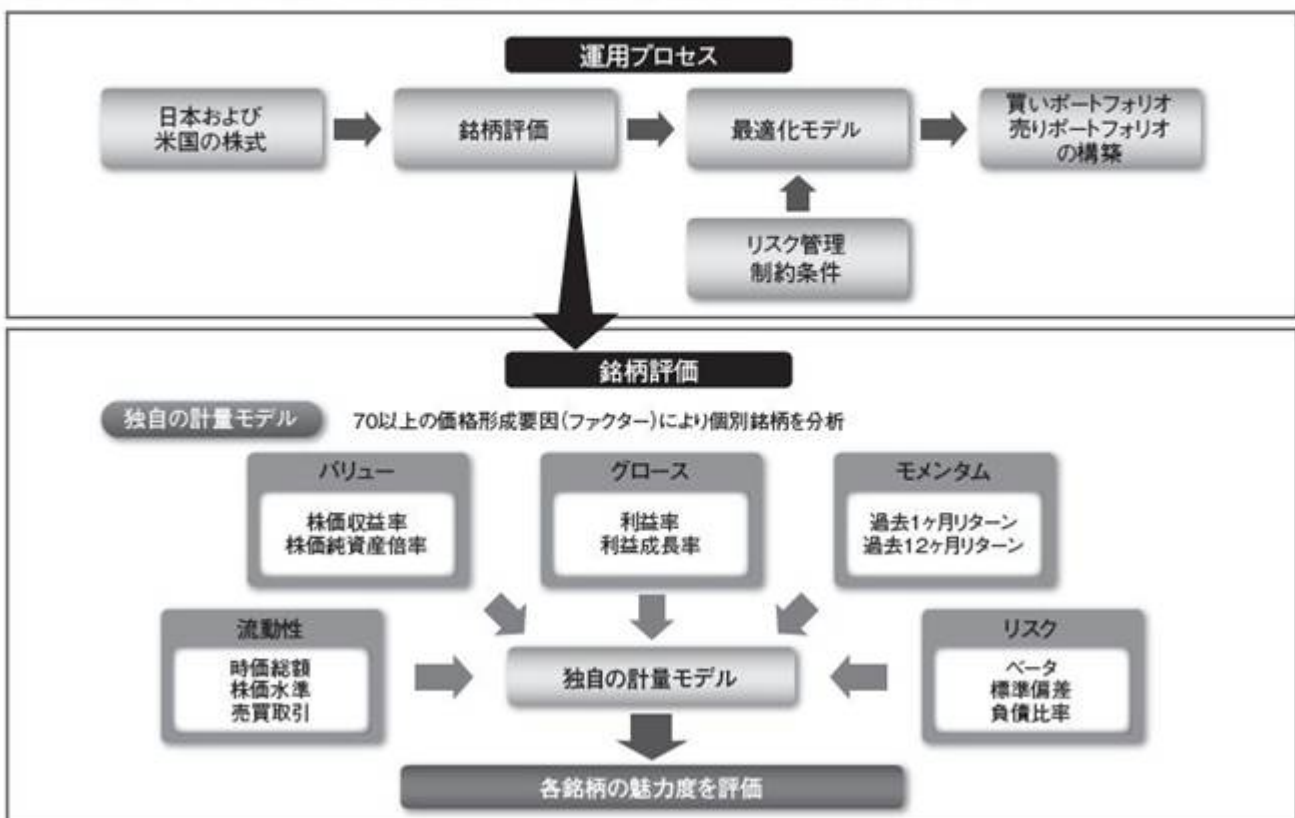 運用プロセス
日本および
米国の株式
銘柄評価
最適化モデル
買いポートフォリオ
売りポートフォリオ
の構築
リスク管理
制約条件
銘柄評価
独自の計量モデル
70以上の価格形成要因(ファクター)により個別銘柄を分析
バリュー
株価収益率
株価純資産倍率
グロース
利益率
利益成長率
モメンタム
過去1ヶ月リターン
過去12ヶ月リターン
流動性
時価総額
株価水準
売買取引
独自の計量モデル
リスク
ベータ
標準偏差
負債比率
各銘柄の魅力度を評価